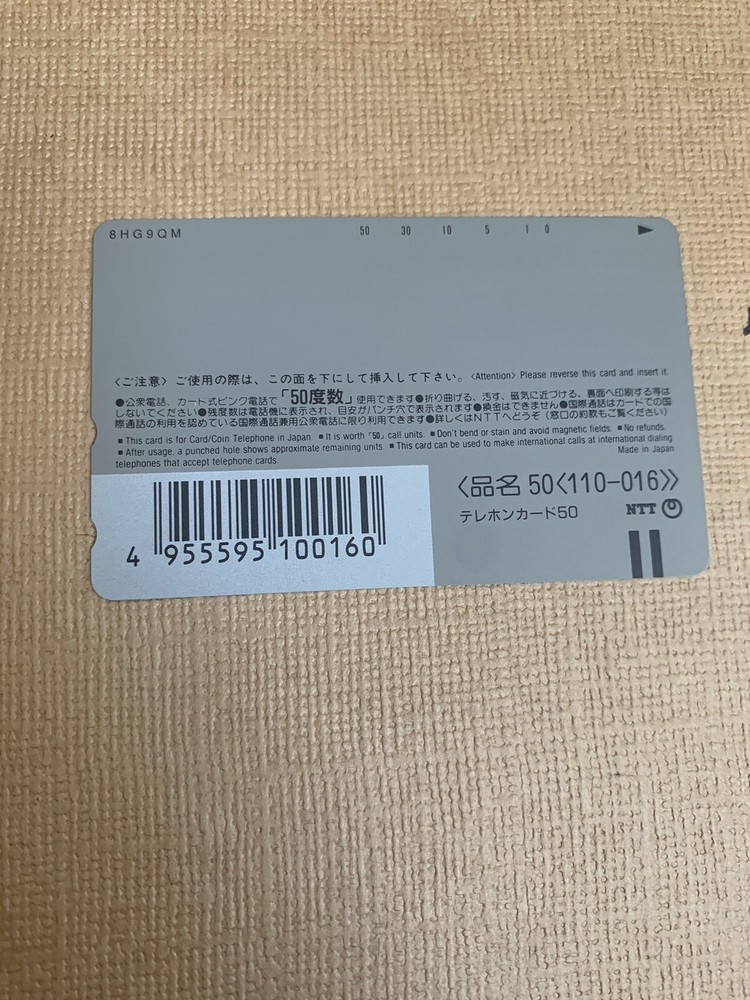 8HG9QM 50 30 10 5 1 0
〈ご注意〉ご使用の際は、この面を下にして挿入して下さい。〈Attention〉 Please reverse this card and insert it.
●公衆電話、カード式ピンク電話で「50度数」使用できます●折り曲げる、汚す、磁気に近づける、裏面へ印刷する等は
しないでください●残度数は電話機に表示され、目安がパンチ穴で表示されます●換金はできません●国際通話はカードでの国
際通話の利用を認めている国際通話兼用公衆電話に限り利用できます●詳しくはNTTへどうぞ（窓口の約款もご覧ください）
■This card is for Card/Coin Telephone in Japan. ■It is worth「50」call units. ■Don't bend or stain and avoid magnetic fields. ■No refunds.
■After usage, a punched hole shows approximate remaining units. ■This card can be used to make international calls at international dialing
telephones that accept telephone cards. Made in Japan
〈品名 50〈110-016〉〉
テレホンカード50 NTT
4 955595 100160